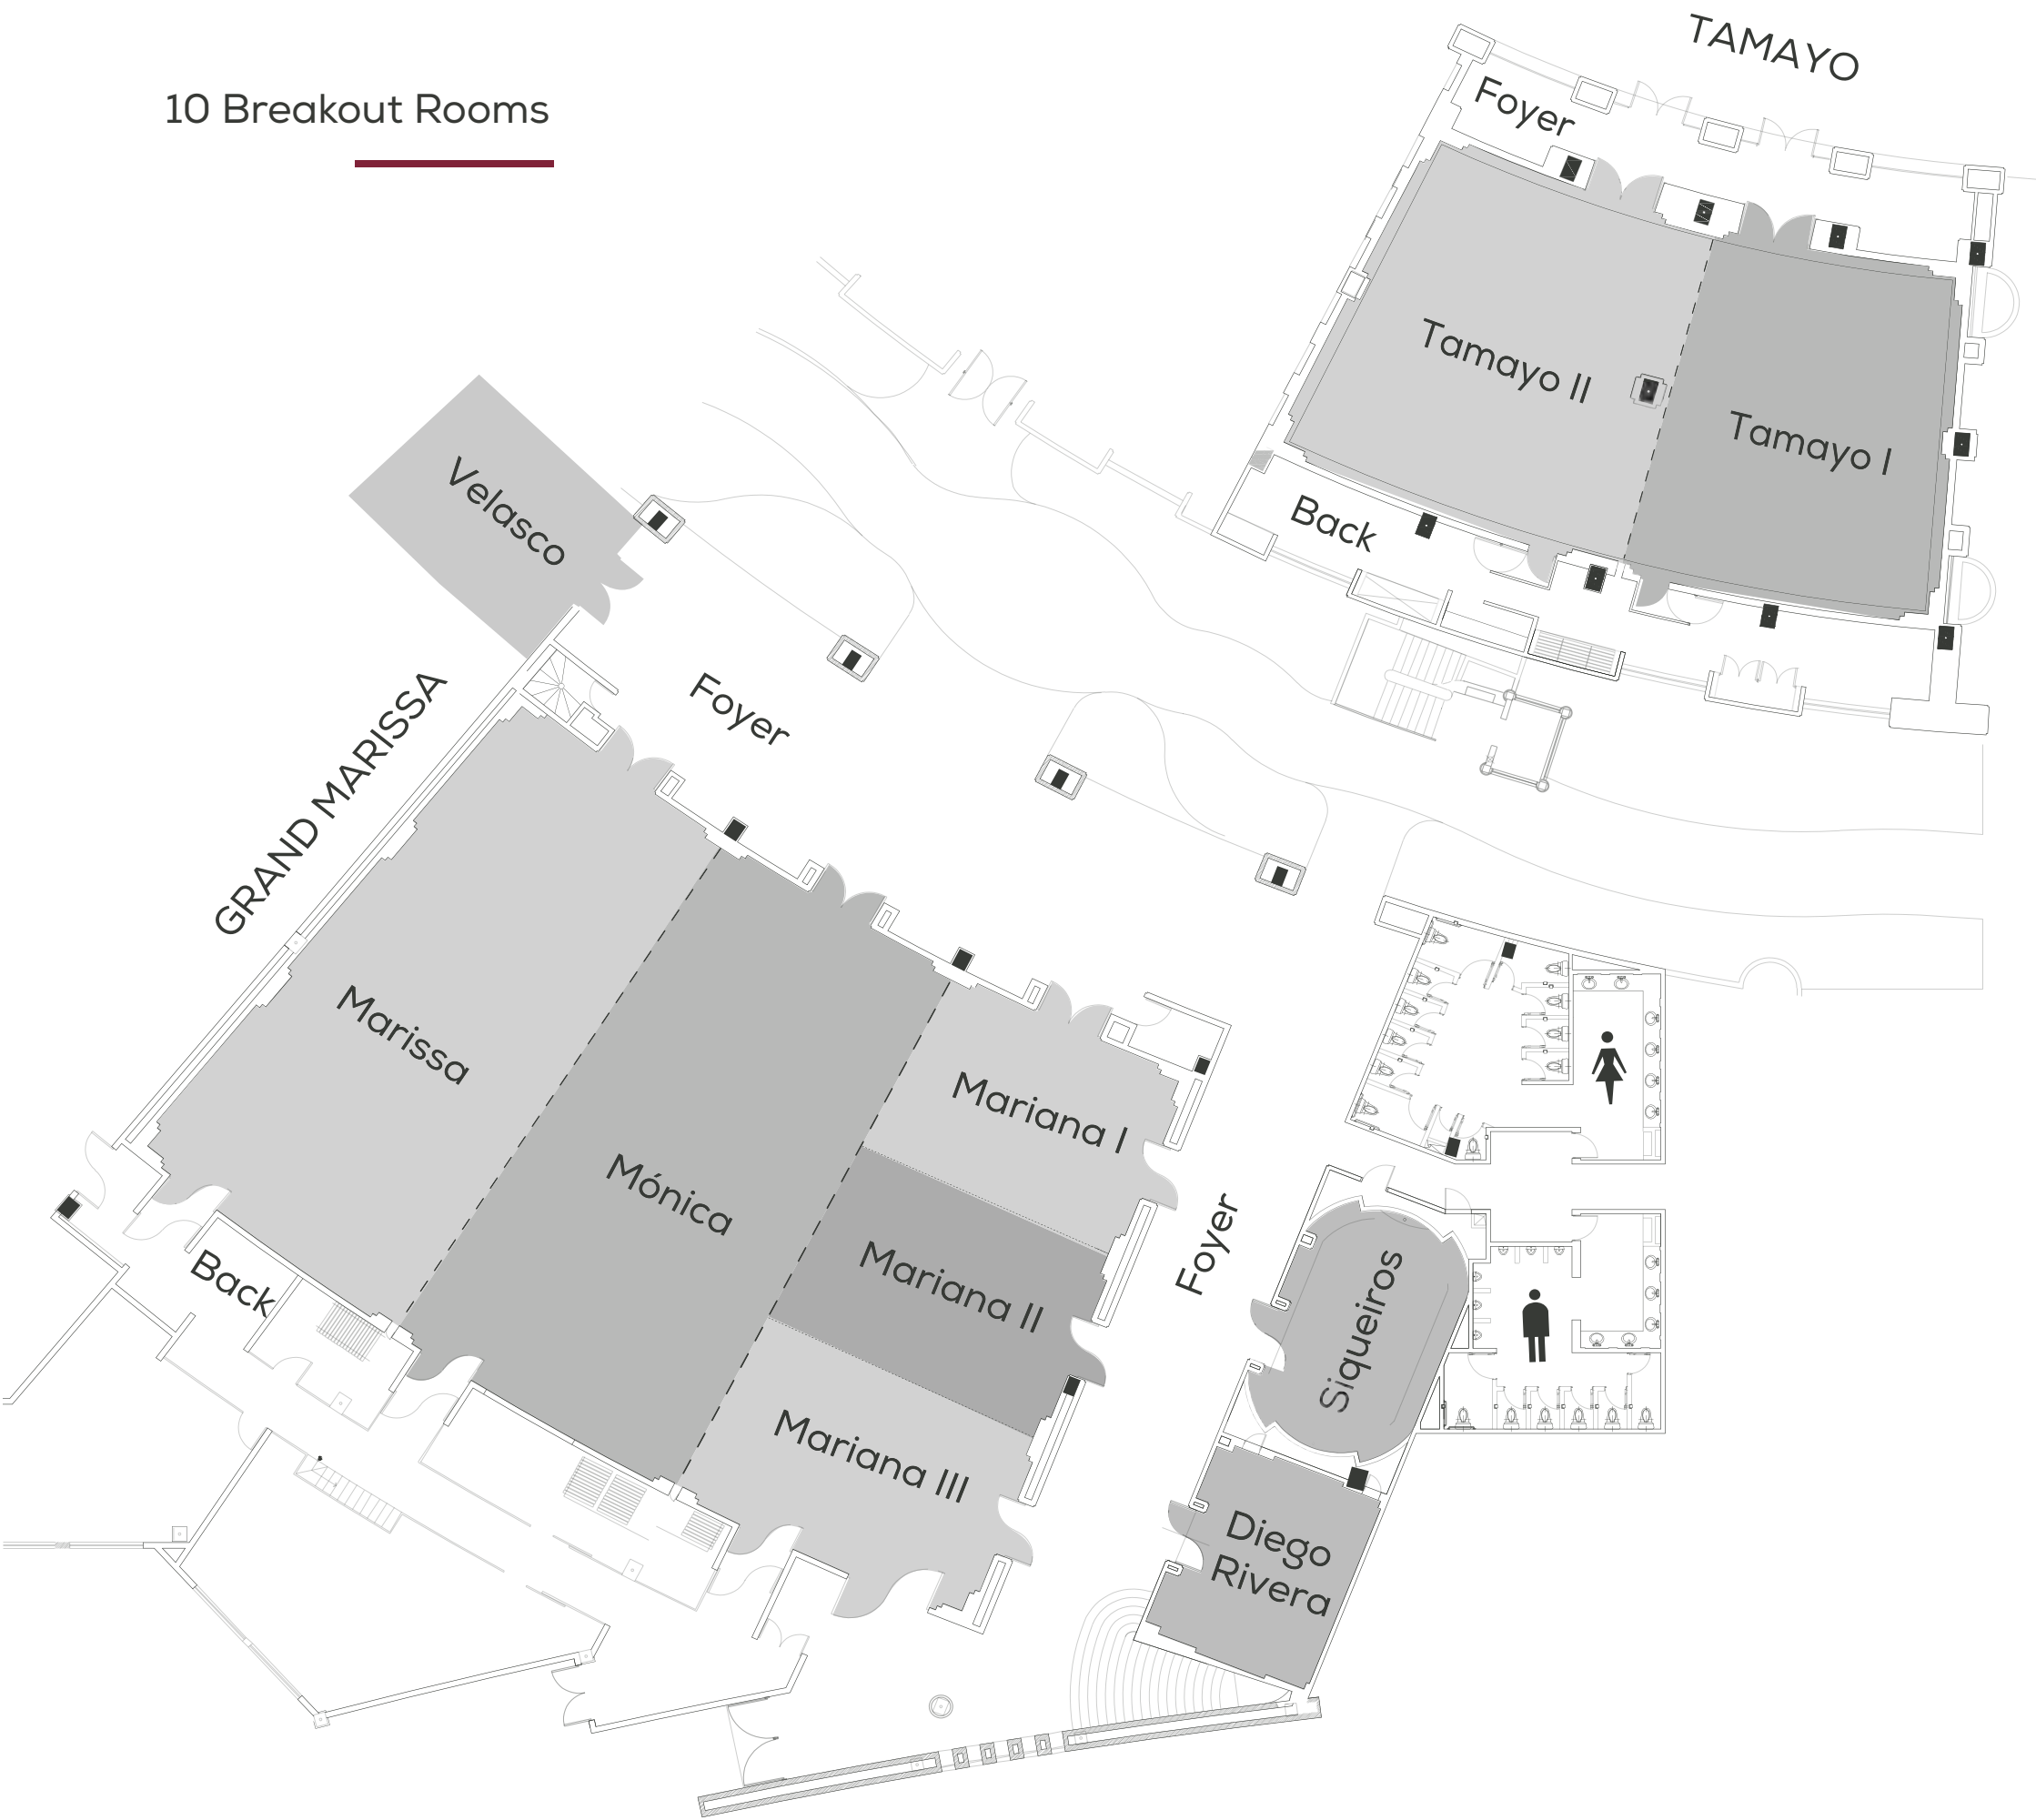 TAMAYO
10 Breakout Rooms
Foyer
Tamayo II
Tamayo I
Velasco
Back
GRAND MARISSA
Foyer
Marissa
Mónica
Mariana I
Mariana II
Mariana III
Foyer
Back
Siqueiros
Diego
Rivera